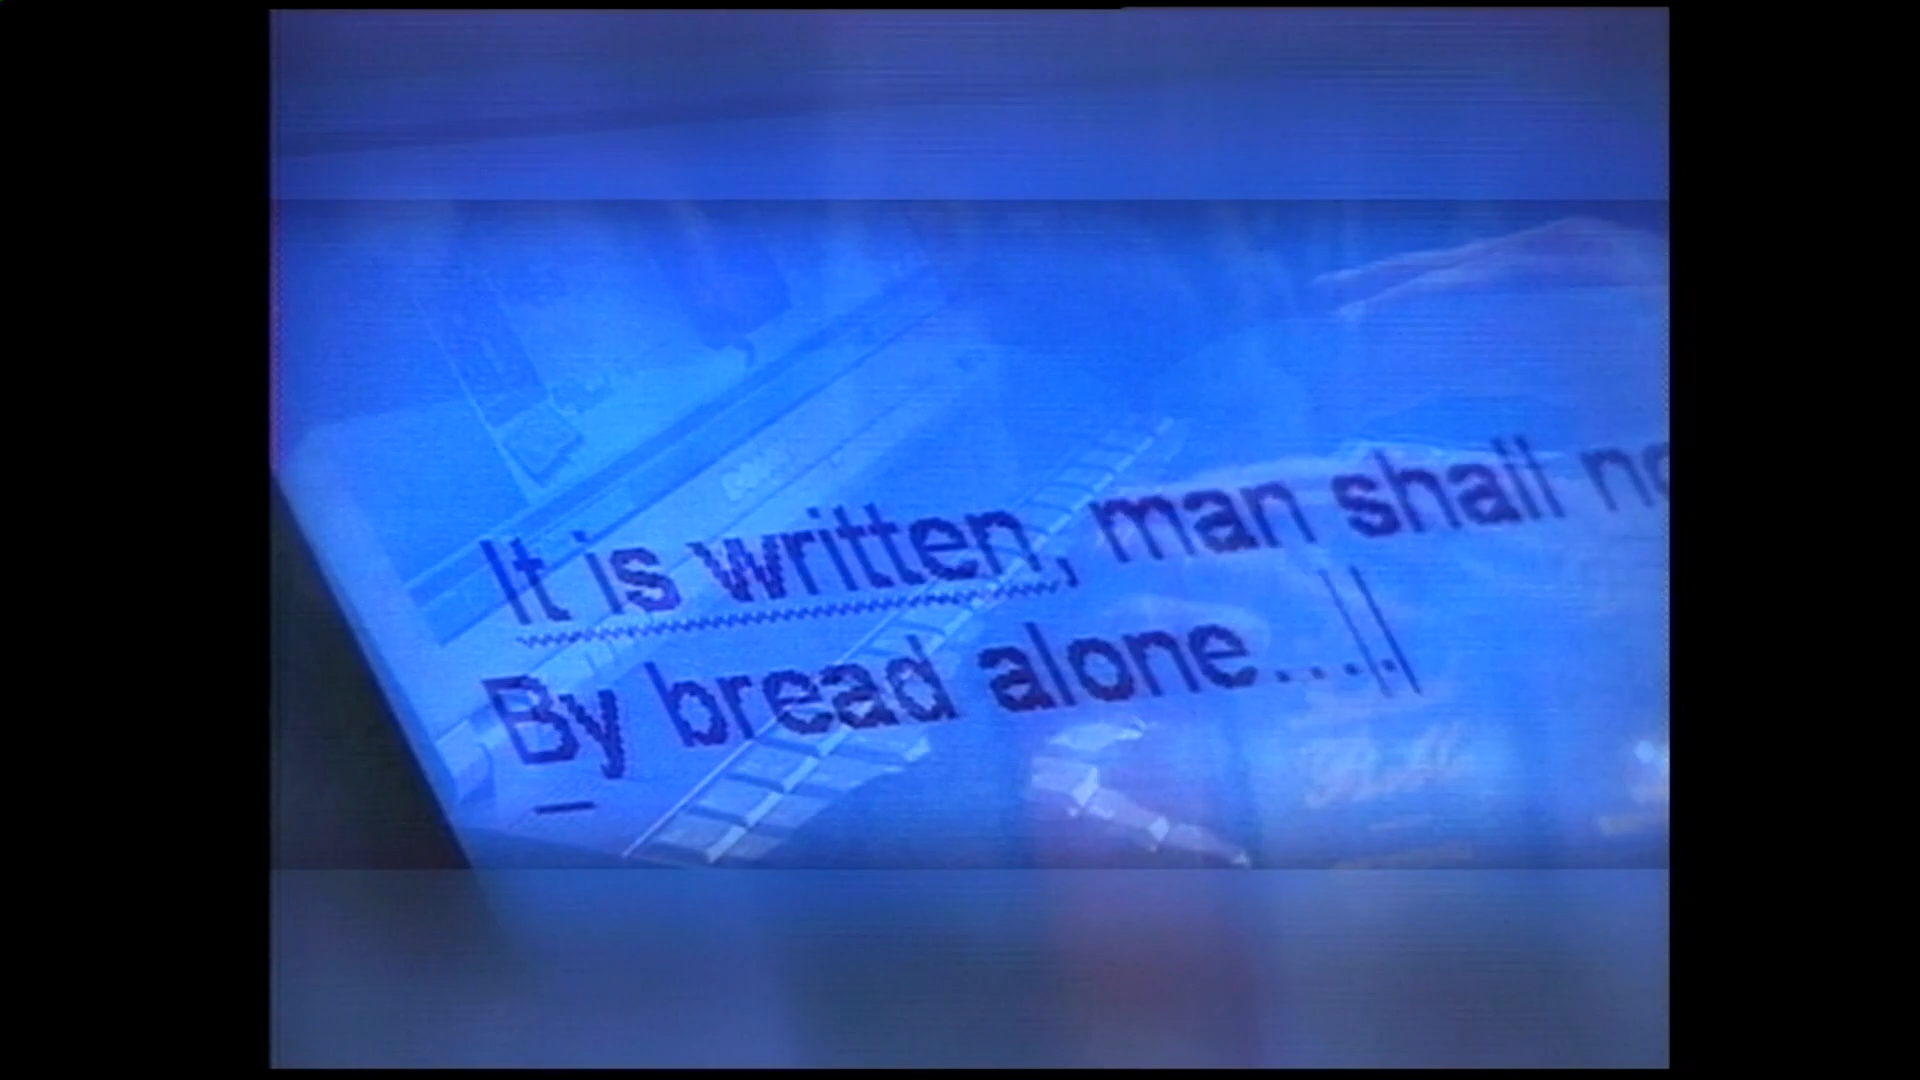 It is written, man shall
By bread alone....